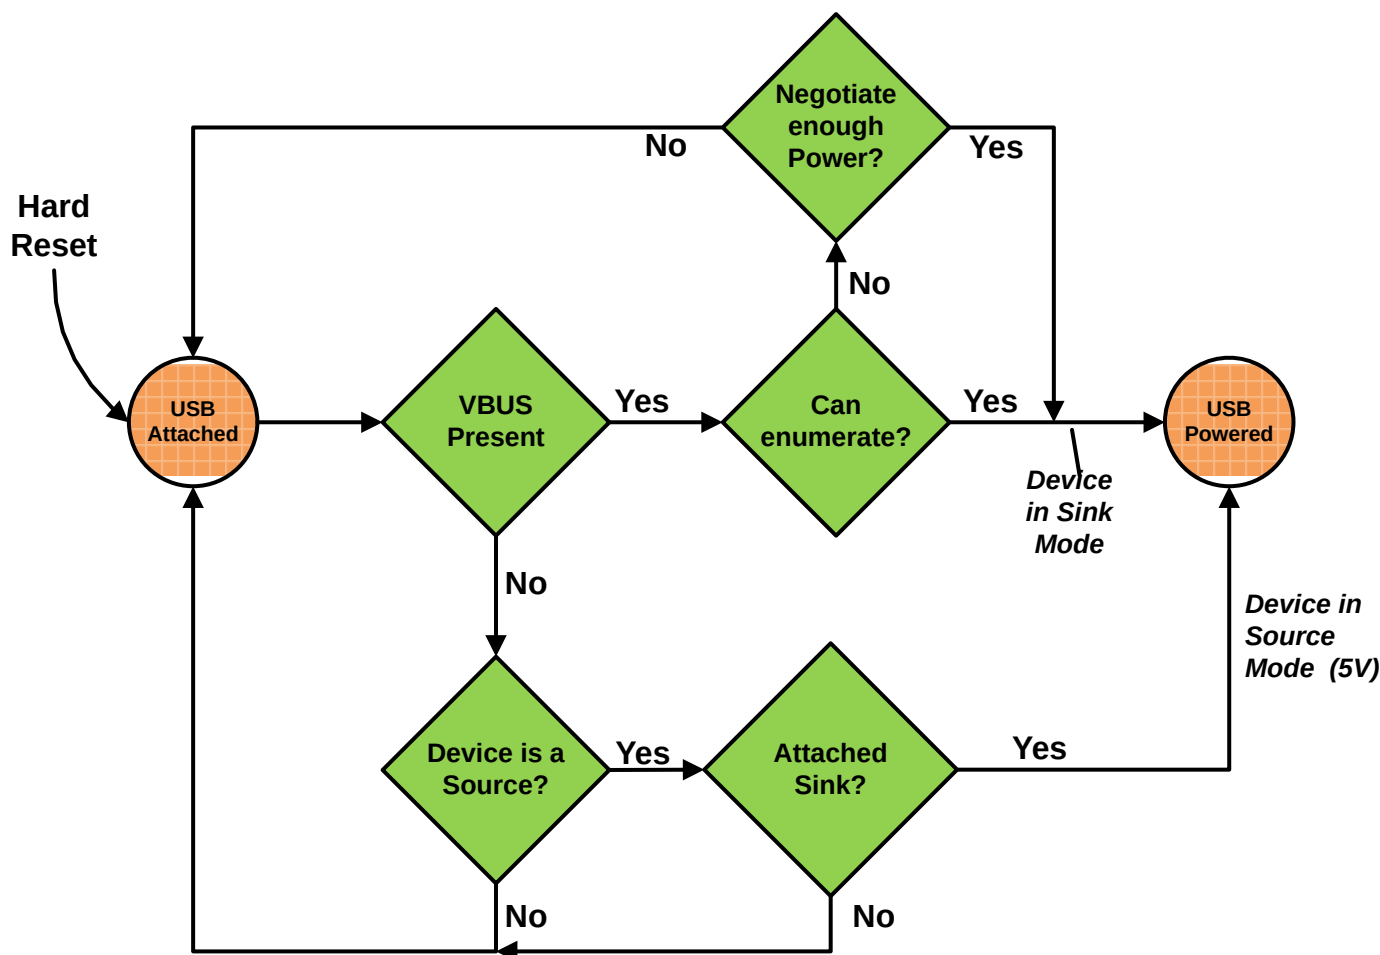 Negotiate
enough
Power?
No
Yes
Hard
Reset
No
USB
Attached
VBUS
Present
Yes
Can
enumerate?
Yes
USB
Powered
Device
in Sink
Mode
No
Device in
Source
Mode  (5V)
Device is a
Source?
Yes
Attached
Sink?
Yes
No
No